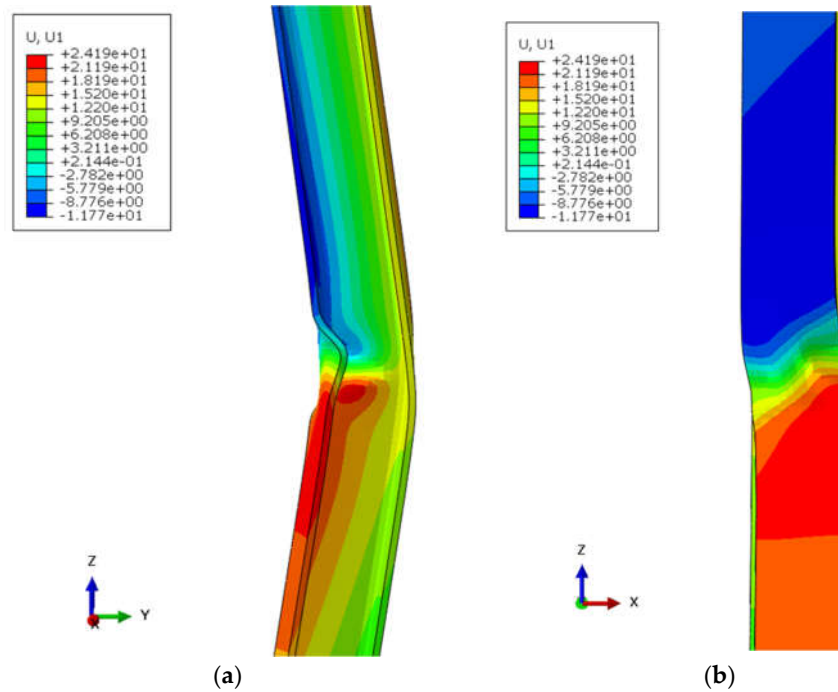 U, U1
+2.419e+01
+2.119e+01
+1.819e+01
+1.520e+01
+1.220e+01
+9.205e+00
+6.208e+00
+3.211e+00
+2.144e-01
-2.782e+00
-5.779e+00
-8.776e+00
-1.177e+01
Z
X
Y
(a)
U, U1
+2.419e+01
+2.119e+01
+1.819e+01
+1.520e+01
+1.220e+01
+9.205e+00
+6.208e+00
+3.211e+00
+2.144e-01
-2.782e+00
-5.779e+00
-8.776e+00
-1.177e+01
Z
X
(b)